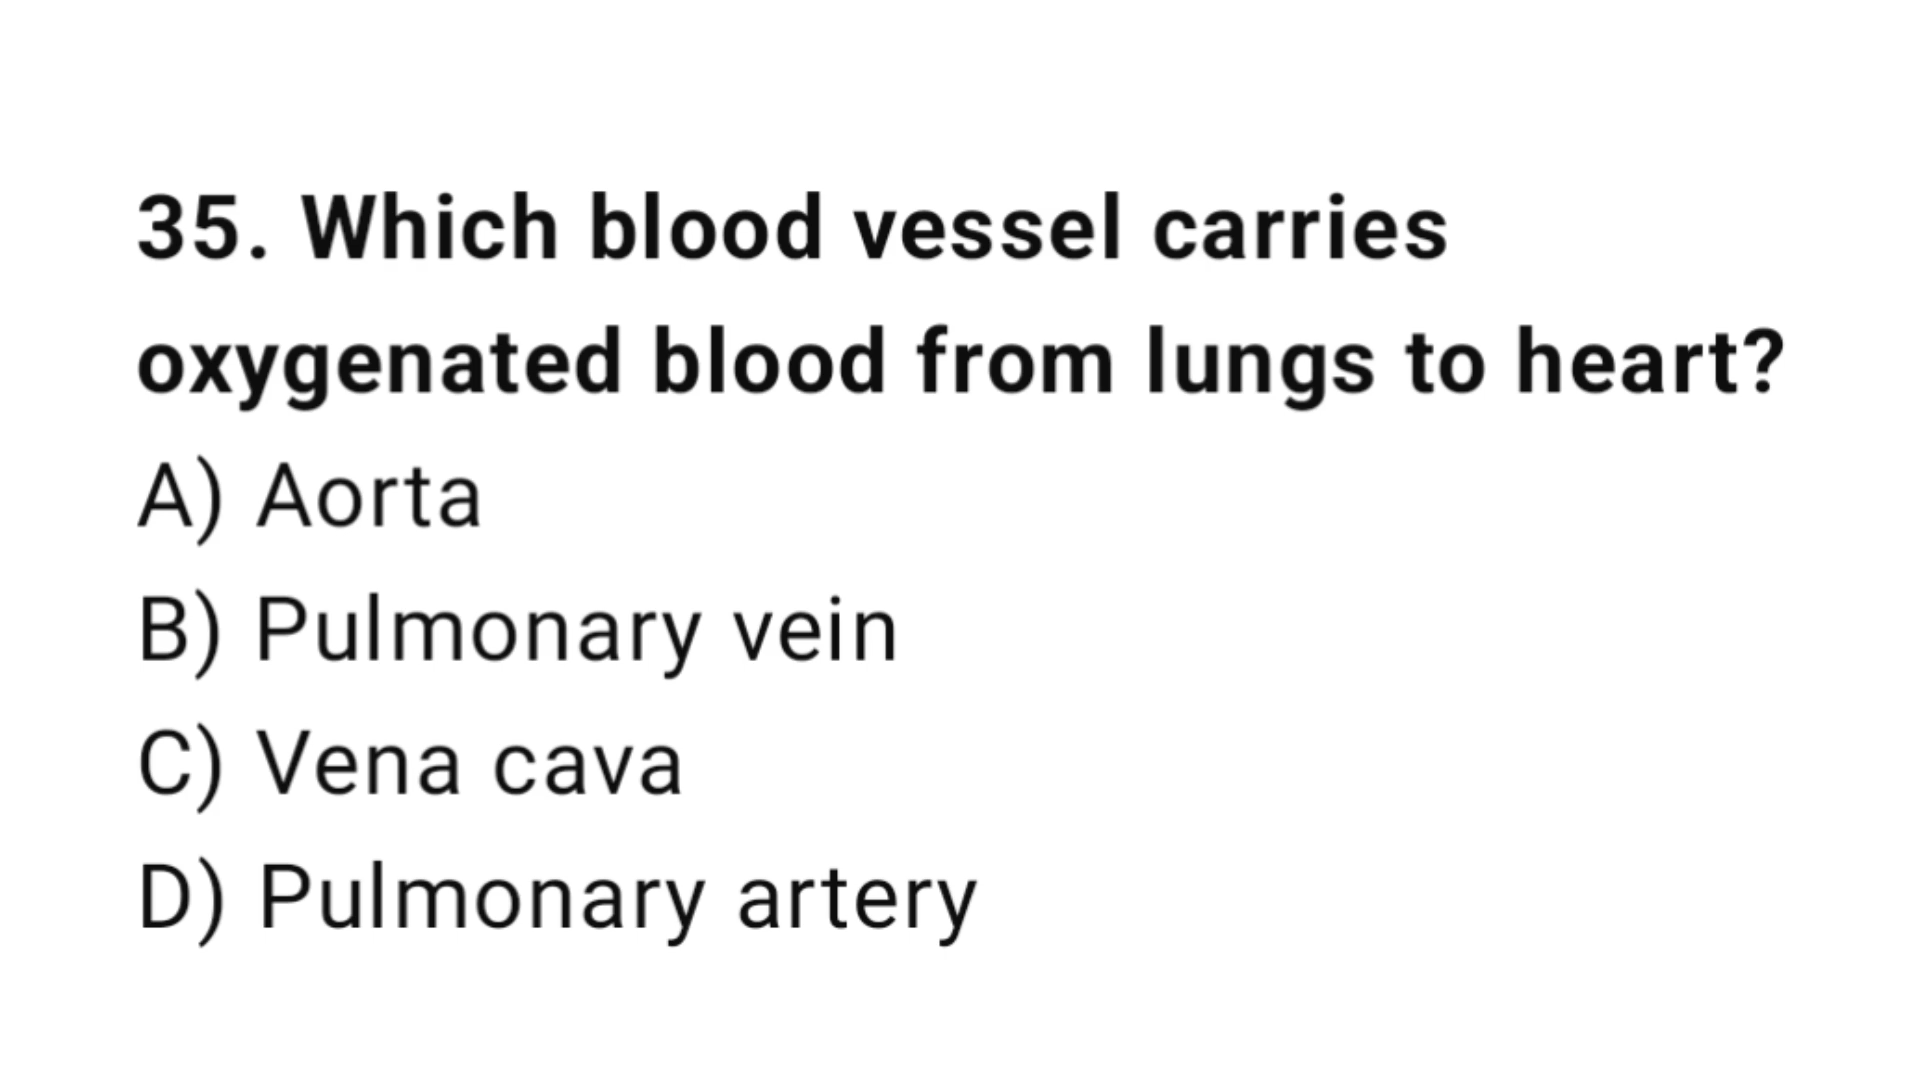 35. Which blood vessel carries
oxygenated blood from lungs to heart?
A) Aorta
B) Pulmonary vein
C) Vena cava
D) Pulmonary artery